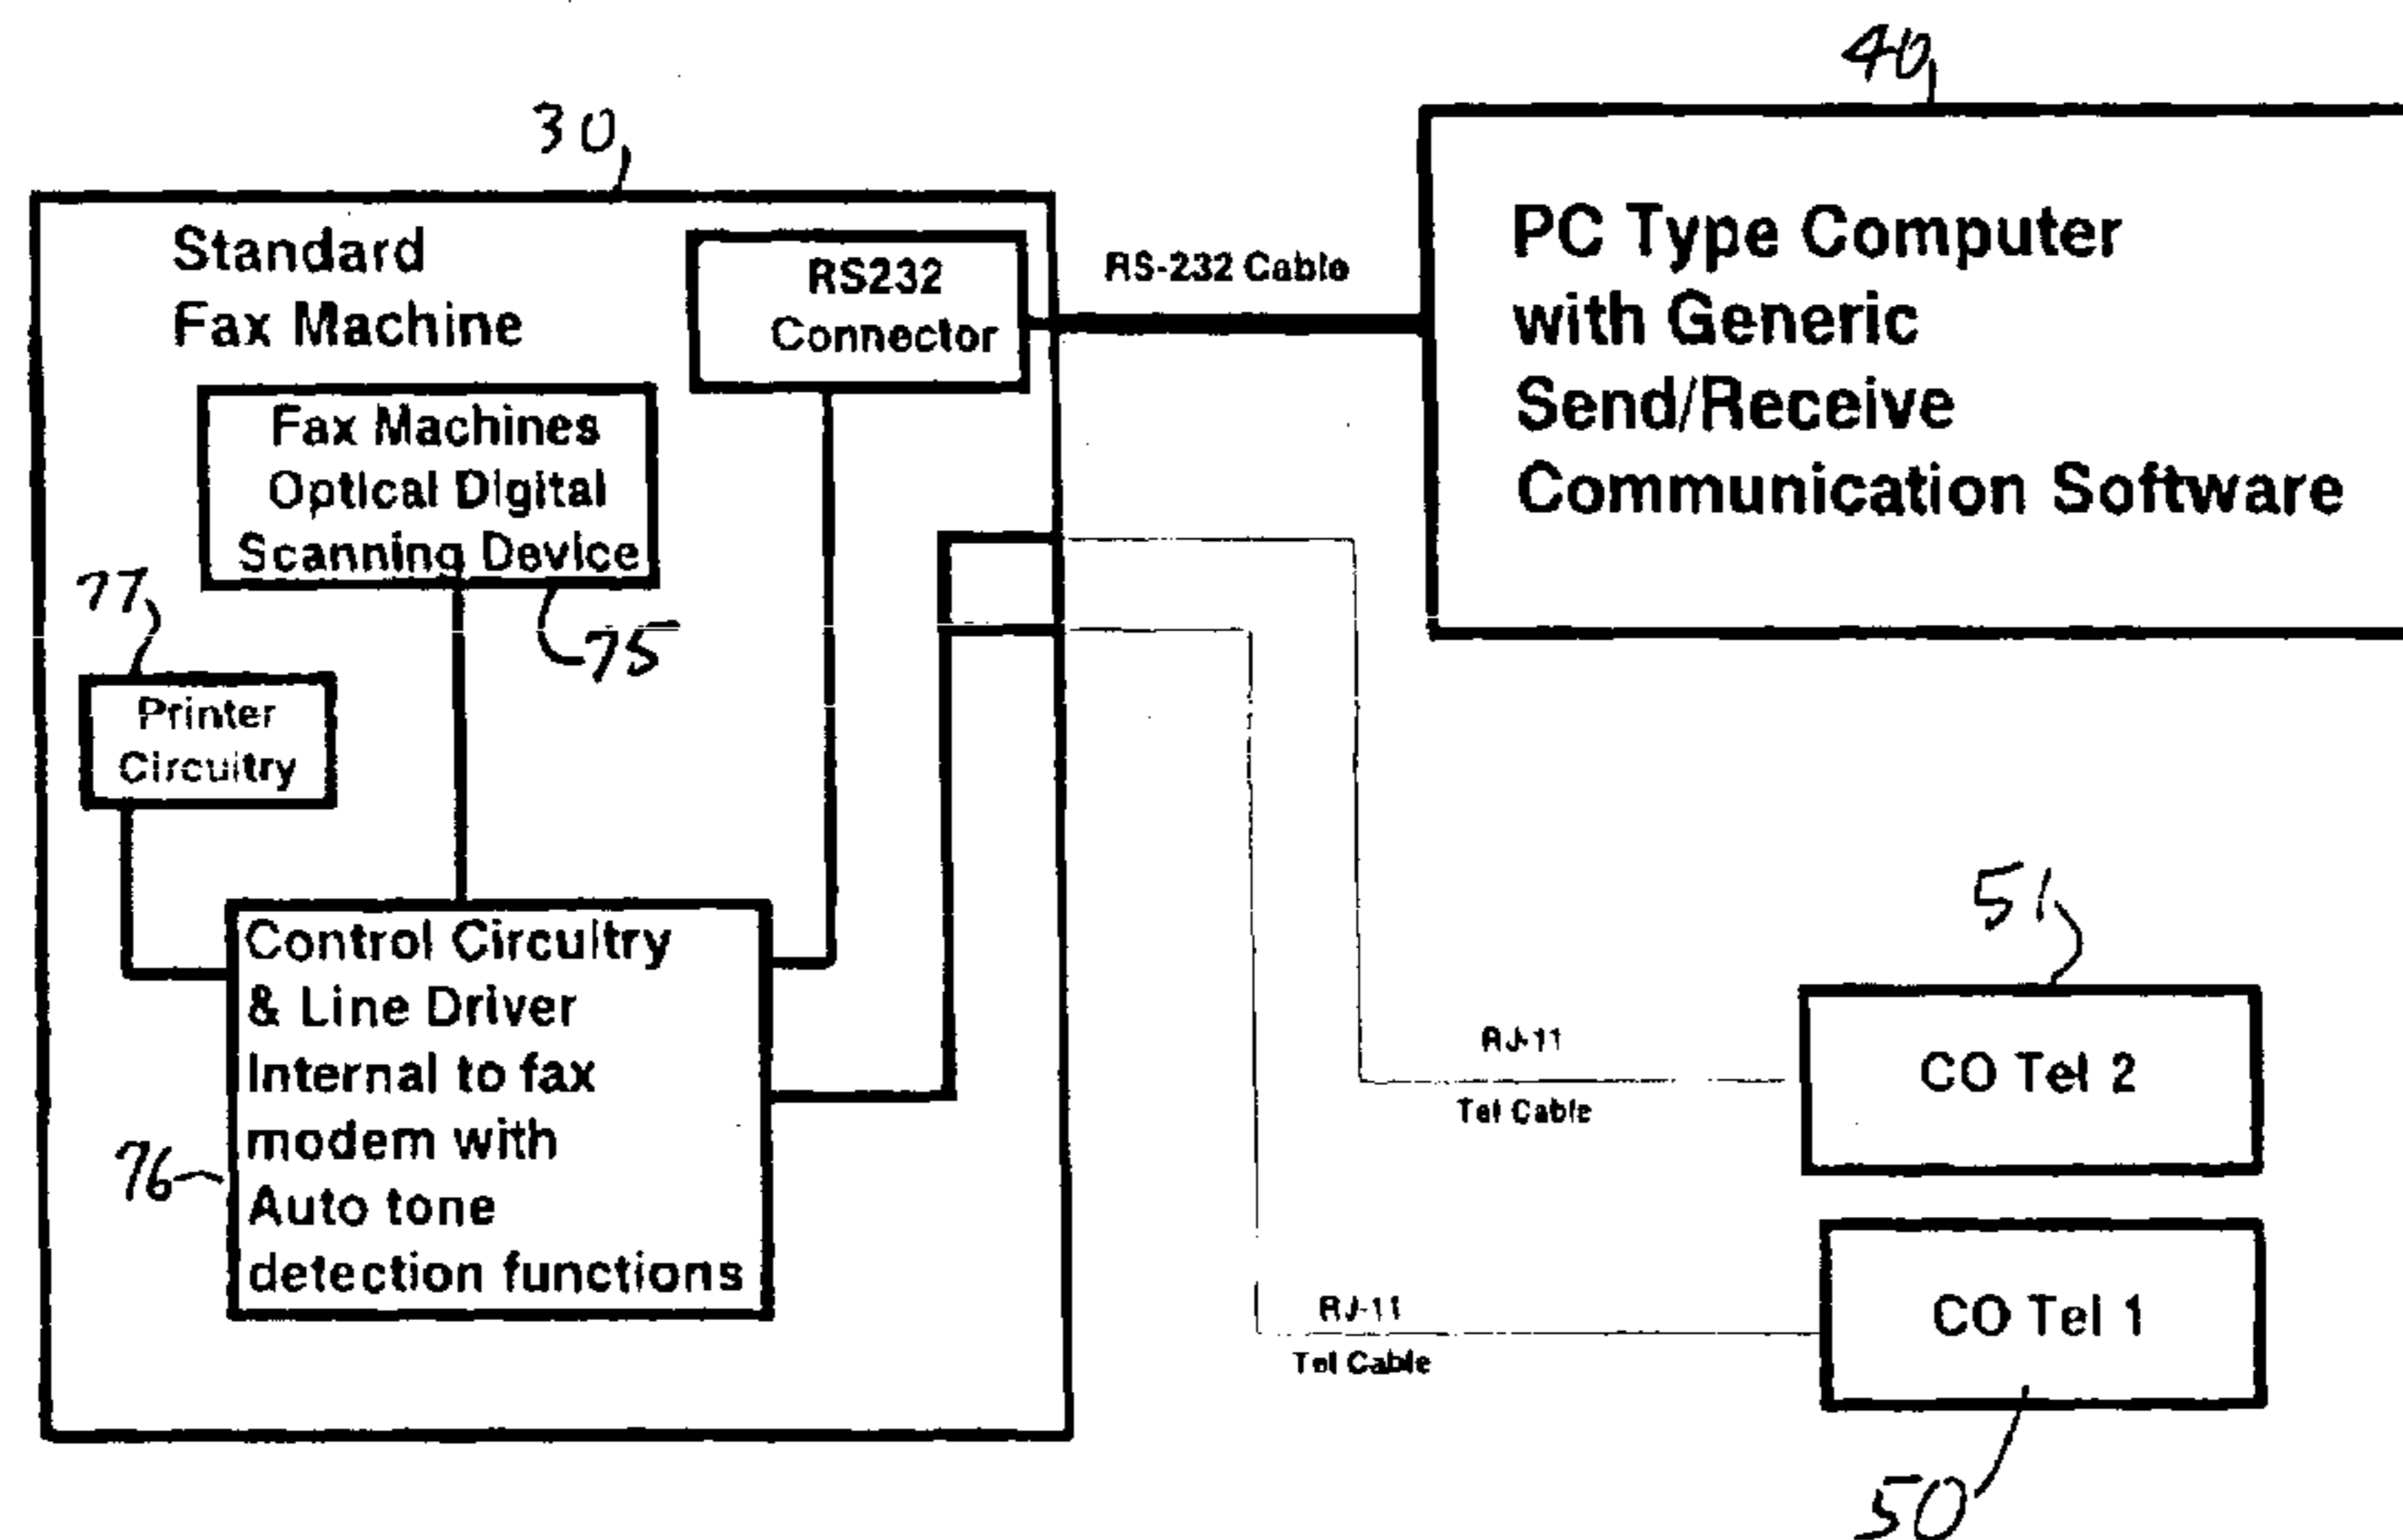 40
30
Standard
Fax Machine
RS232
Connector
RS-232 Cable
PC Type Computer
with Generic
Send/Receive
Communication Software
Fax Machines
Optical Digital
Scanning Device
75
77
Printer
Circuitry
Control Circuitry
& Line Driver
Internal to fax
modem with
Auto tone
detection functions
76
51
RJ-11
Tel Cable
CO Tel 2
RJ-11
Tel Cable
CO Tel 1
50